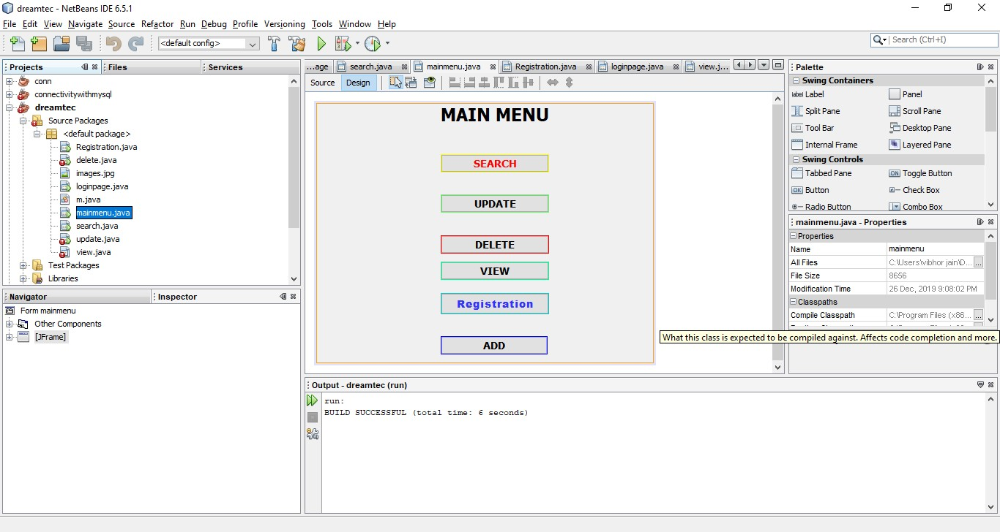 dreamtec - NetBeans IDE 6.5.1
File Edit View Navigate Source Refactor Run Debug Profile Versioning Tools Window Help
<default config>
Search (Ctrl+I)
Projects
Files
Services
conn
connectivitywithmysql
dreamtec
Source Packages
<default package>
Registration.java
delete.java
images.jpg
loginpage.java
m.java
mainmenu.java
search.java
update.java
view.java
Test Packages
Libraries
Navigator
Inspector
Form mainmenu
Other Components
[JFrame]
...age search.java mainmenu.java Registration.java loginpage.java view.j...
Source Design
MAIN MENU
SEARCH
UPDATE
DELETE
VIEW
Registration
ADD
Palette
Swing Containers
label Label Panel
Split Pane Scroll Pane
Tool Bar Desktop Pane
Internal Frame Layered Pane
Swing Controls
Tabbed Pane ON Toggle Button
OK Button Check Box
Radio Button Combo Box
mainmenu.java - Properties
Properties
Name mainmenu
All Files C:\Users\vibhor jain\D... ...
File Size 8656
Modification Time 26 Dec, 2019 9:08:02 PM
Classpaths
Compile Classpath C:\Program Files (x86... ...
What this class is expected to be compiled against. Affects code completion and more.
Output - dreamtec (run)
run:
BUILD SUCCESSFUL (total time: 6 seconds)